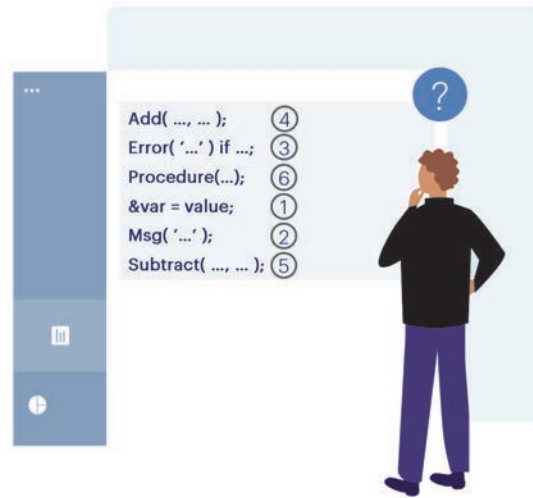 ?
Add( ..., ... ); 4
Error( ‘...’ ) if ...; 3
Procedure(...); 6
&var = value; 1
Msg( ‘...’ ); 2
Subtract( ..., ... ); 5